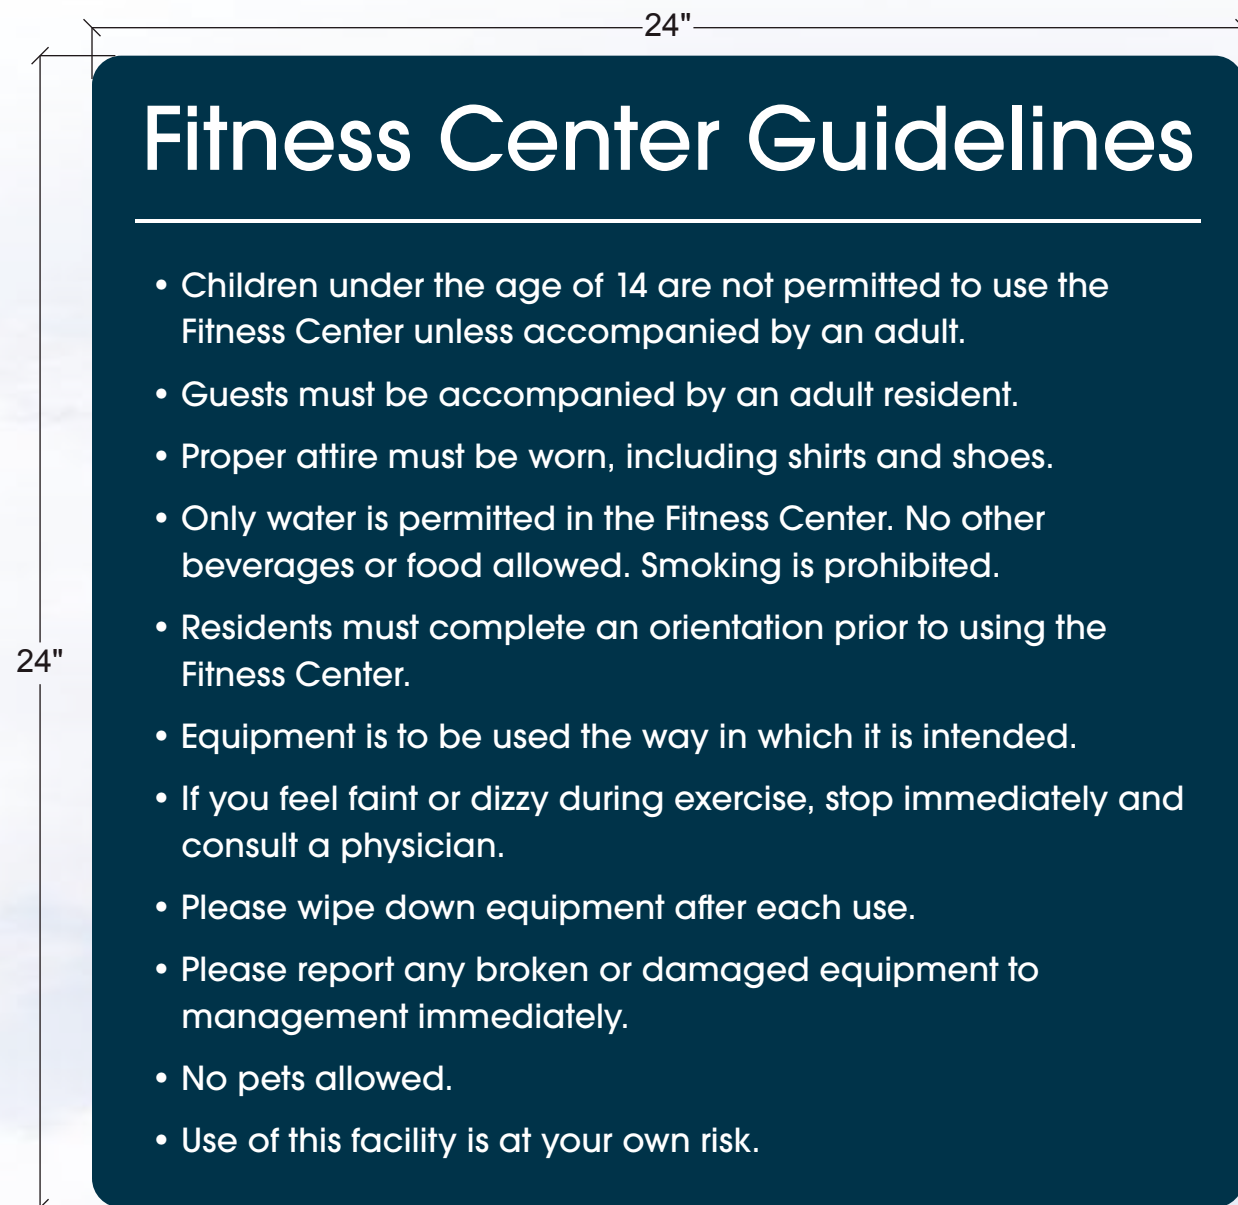 24"
Fitness Center Guidelines
• Children under the age of 14 are not permitted to use the
Fitness Center unless accompanied by an adult.
• Guests must be accompanied by an adult resident.
• Proper attire must be worn, including shirts and shoes.
• Only water is permitted in the Fitness Center. No other
beverages or food allowed. Smoking is prohibited.
• Residents must complete an orientation prior to using the
Fitness Center.
24"
• Equipment is to be used the way in which it is intended.
• If you feel faint or dizzy during exercise, stop immediately and
consult a physician.
• Please wipe down equipment after each use.
• Please report any broken or damaged equipment to
management immediately.
• No pets allowed.
• Use of this facility is at your own risk.